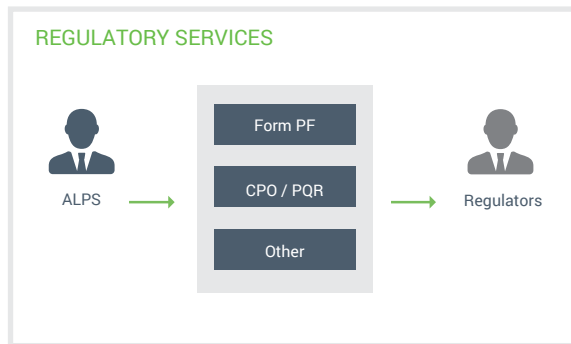 REGULATORY SERVICES
Form PF
CPO / PQR
Other
ALPS
Regulators